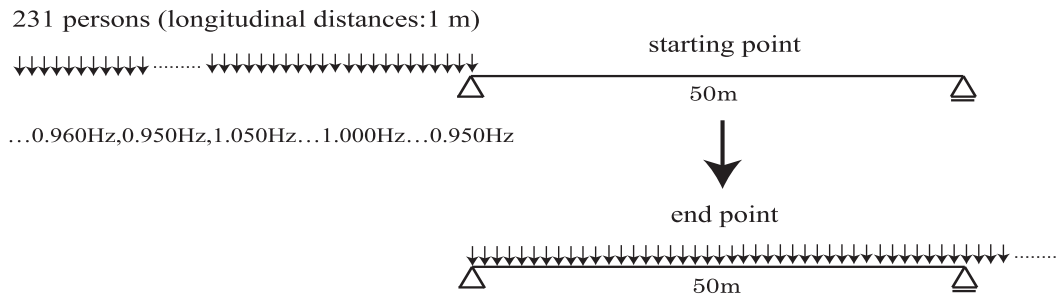 231 persons (longitudinal distances:1 m)
starting point
50m
…0.960Hz,0.950Hz,1.050Hz…1.000Hz…0.950Hz
end point
50m